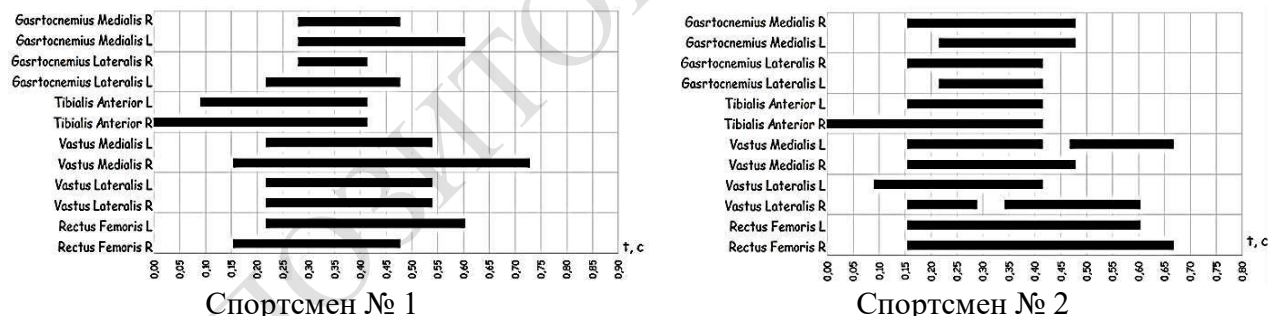 Gasrtocnemius Medialis R
Gasrtocnemius Medialis L
Gasrtocnemius Lateralis R
Gasrtocnemius Lateralis L
Tibialis Anterior L
Tibialis Anterior R
Vastus Medialis L
Vastus Medialis R
Vastus Lateralis L
Vastus Lateralis R
Rectus Femoris L
Rectus Femoris R
t, c
0,00 0,05 0,10 0,15 0,20 0,25 0,30 0,35 0,40 0,45 0,50 0,55 0,60 0,65 0,70 0,75 0,80 0,85 0,90
Спортсмен № 1
Gasrtocnemius Medialis R
Gasrtocnemius Medialis L
Gasrtocnemius Lateralis R
Gasrtocnemius Lateralis L
Tibialis Anterior L
Tibialis Anterior R
Vastus Medialis L
Vastus Medialis R
Vastus Lateralis L
Vastus Lateralis R
Rectus Femoris L
Rectus Femoris R
t, c
0,00 0,05 0,10 0,15 0,20 0,25 0,30 0,35 0,40 0,45 0,50 0,55 0,60 0,65 0,70 0,75 0,80
Спортсмен № 2